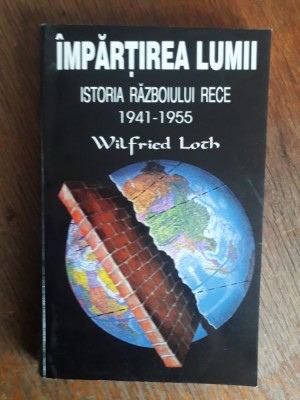 ÎMPĂRȚIREA LUMII
ISTORIA RĂZBOIULUI RECE
1941-1955
Wilfried Loth